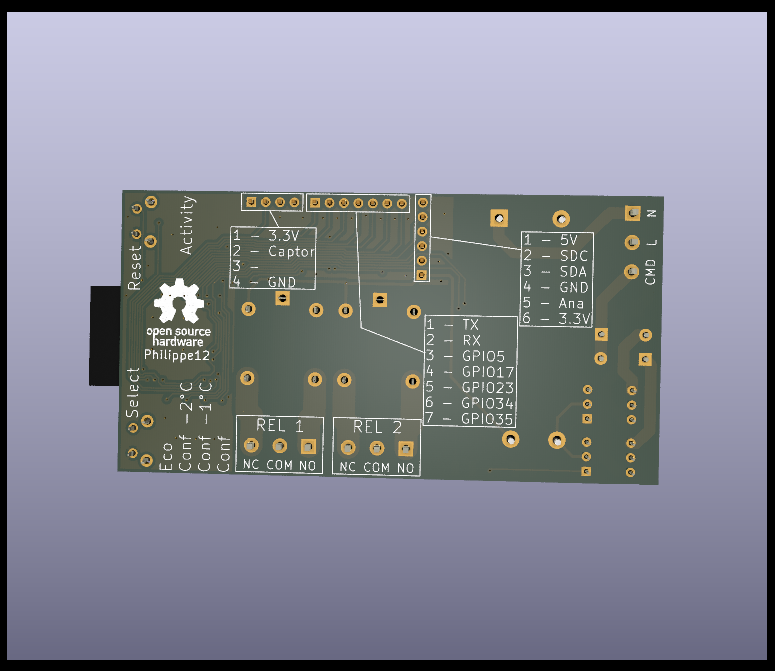 Reset
Activity
1 - 3.3V
2 - Captor
3 -
4 - GND
open source
hardware
Philippe12
Select
Eco
Conf -2°C
Conf -1°C
Conf
REL 1
NC COM NO
REL 2
NC COM NO
1 - TX
2 - RX
3 - GPIO5
4 - GPIO17
5 - GPIO23
6 - GPIO34
7 - GPIO35
1 - 5V
2 - SDC
3 - SDA
4 - GND
5 - Ana
6 - 3.3V
N
L
CMD